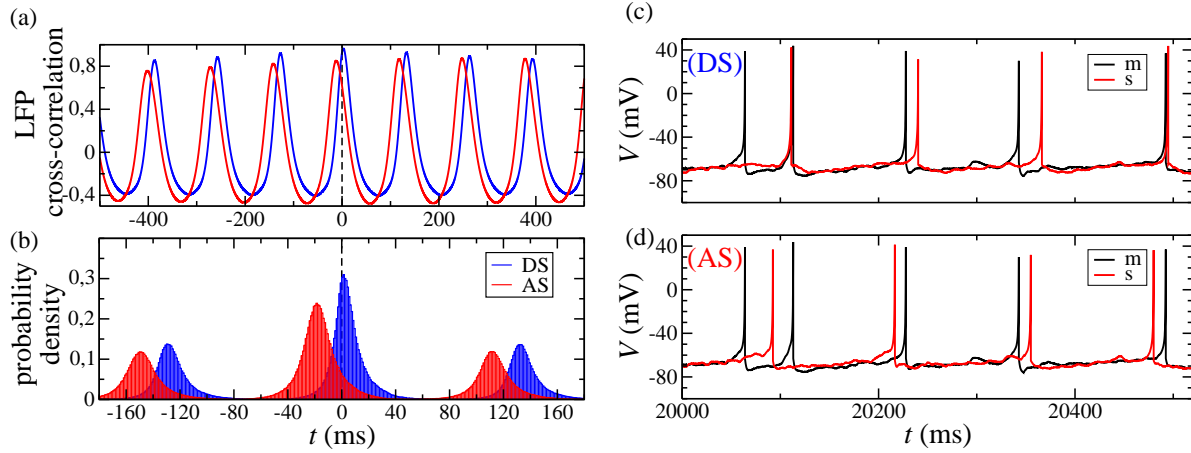 (a)
LFP
cross-correlation
0,8
0,4
0
-0,4
-400 -200 0 200 400
(b)
probability
density
0,3
0,2
0,1
0
DS
AS
-160 -120 -80 -40 0 40 80 120 160
t (ms)
(c)
(DS)
V (mV)
40
0
-40
-80
m
s
(d)
(AS)
V (mV)
40
0
-40
-80
m
s
20000 20200 20400
t (ms)